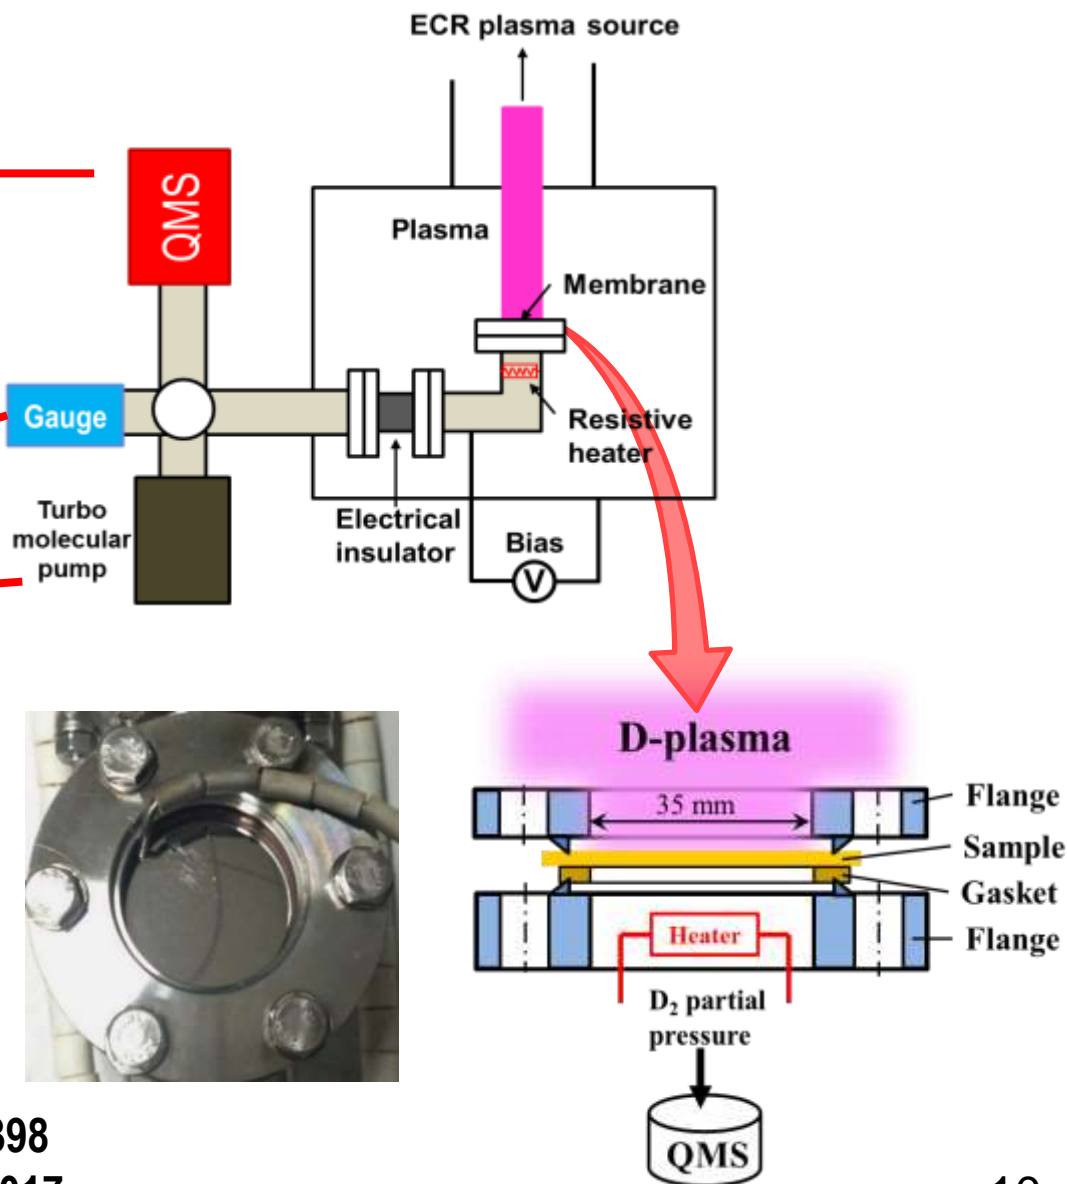 ECR plasma source
QMS
Plasma
Membrane
Gauge
Resistive
heater
Turbo
molecular
pump
Electrical
insulator
Bias
V
D-plasma
35 mm
Flange
Sample
Gasket
Heater
Flange
D₂ partial
pressure
QMS